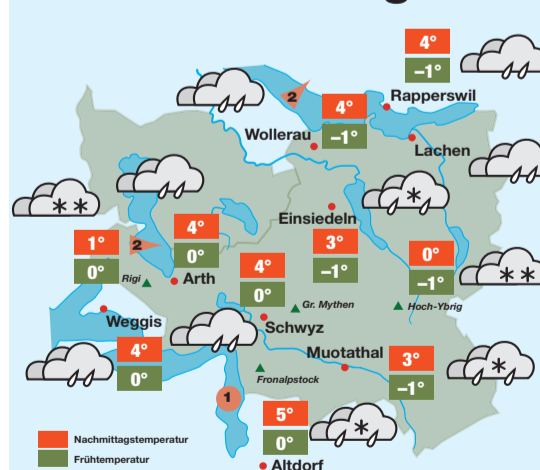 4°
–1°
Rapperswil
2
4°
–1°
Wollerau
Lachen
Einsiedeln
3°
–1°
1°
0°
2
4°
0°
Rigi
Arth
4°
0°
0°
–1°
Gr. Mythen
Hoch-Ybrig
Weggis
Schwyz
4°
0°
Muotathal
3°
–1°
Fronalpstock
1
5°
0°
Altdorf
Nachmittagstemperatur
Frühtemperatur